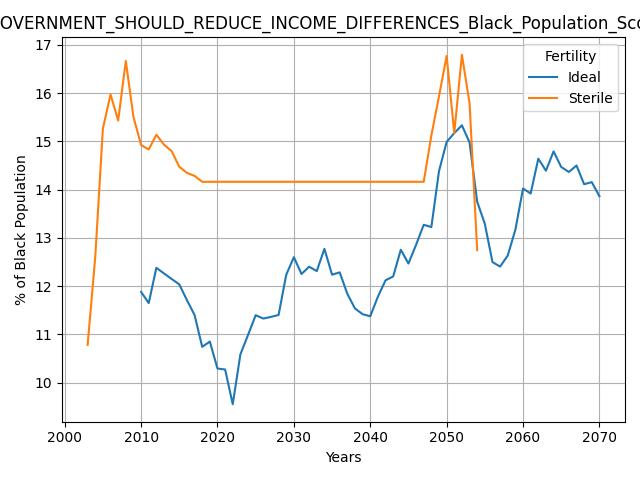 OVERNMENT_SHOULD_REDUCE_INCOME_DIFFERENCES_Black_Population_Sco
17
16
15
14
13
12
11
10
% of Black Population
Fertility
Ideal
Sterile
2000 2010 2020 2030 2040 2050 2060 2070
Years